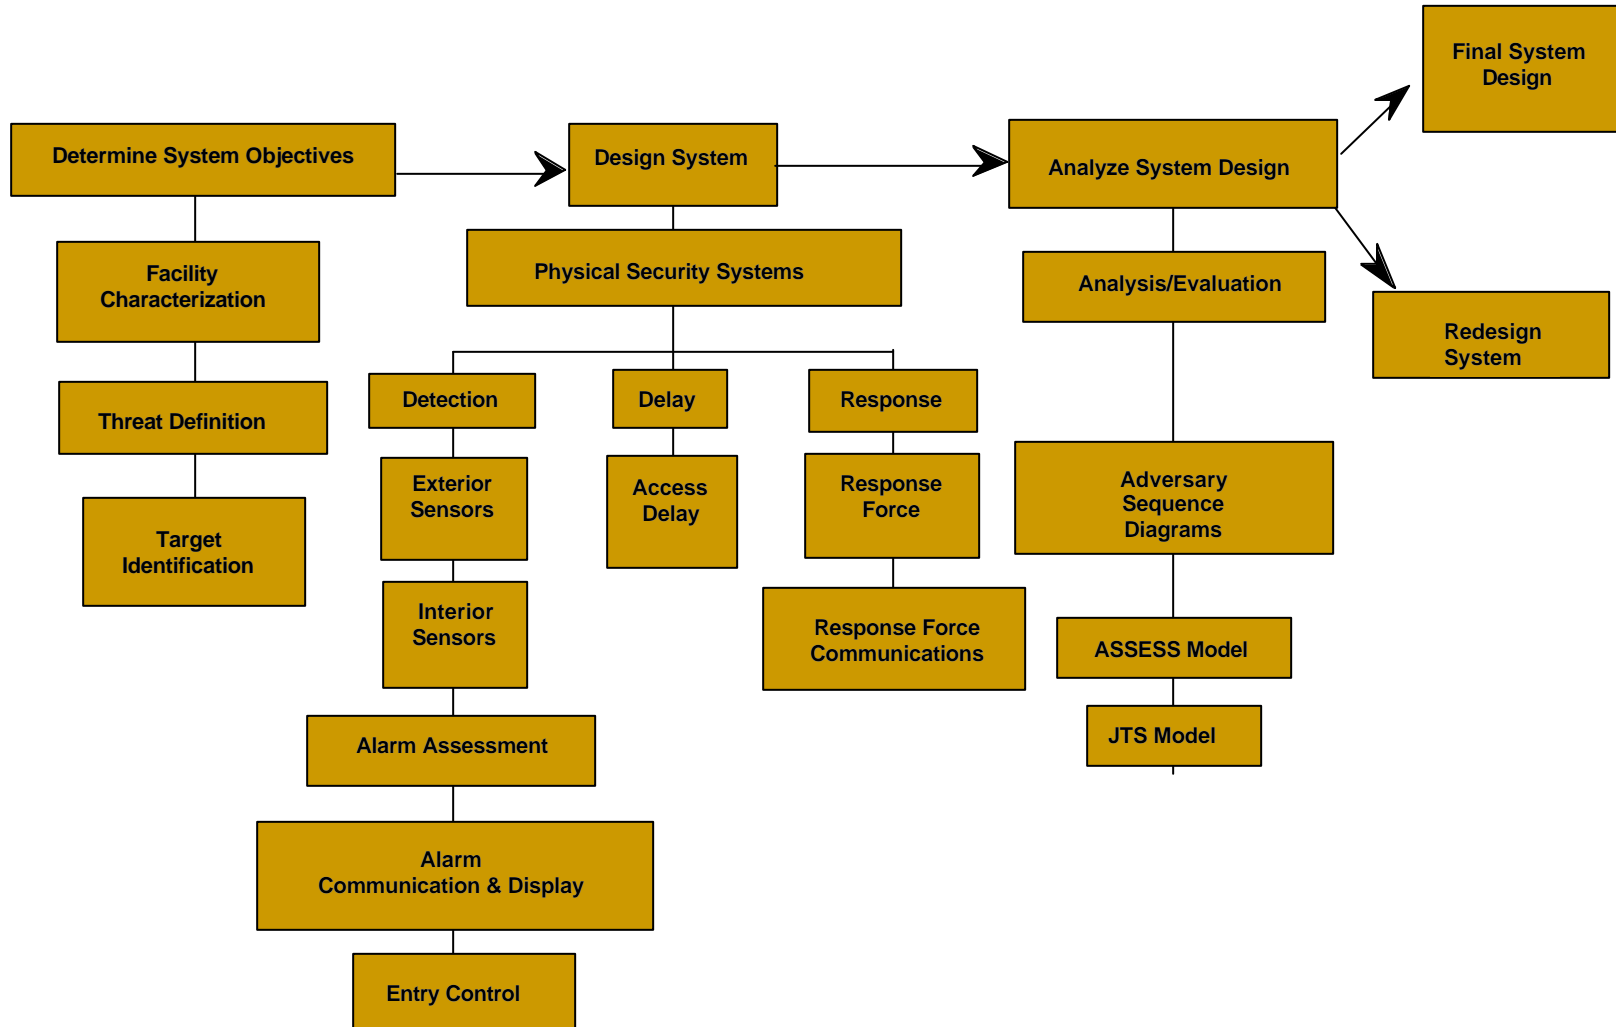 Final System
Design
Determine System Objectives
Design System
Analyze System Design
Facility
Characterization
Physical Security Systems
Analysis/Evaluation
Redesign
System
Threat Definition
Detection
Delay
Response
Target
Identification
Exterior
Sensors
Access
Delay
Response
Force
Adversary
Sequence
Diagrams
Interior
Sensors
Response Force
Communications
ASSESS Model
Alarm Assessment
JTS Model
Alarm
Communication & Display
Entry Control